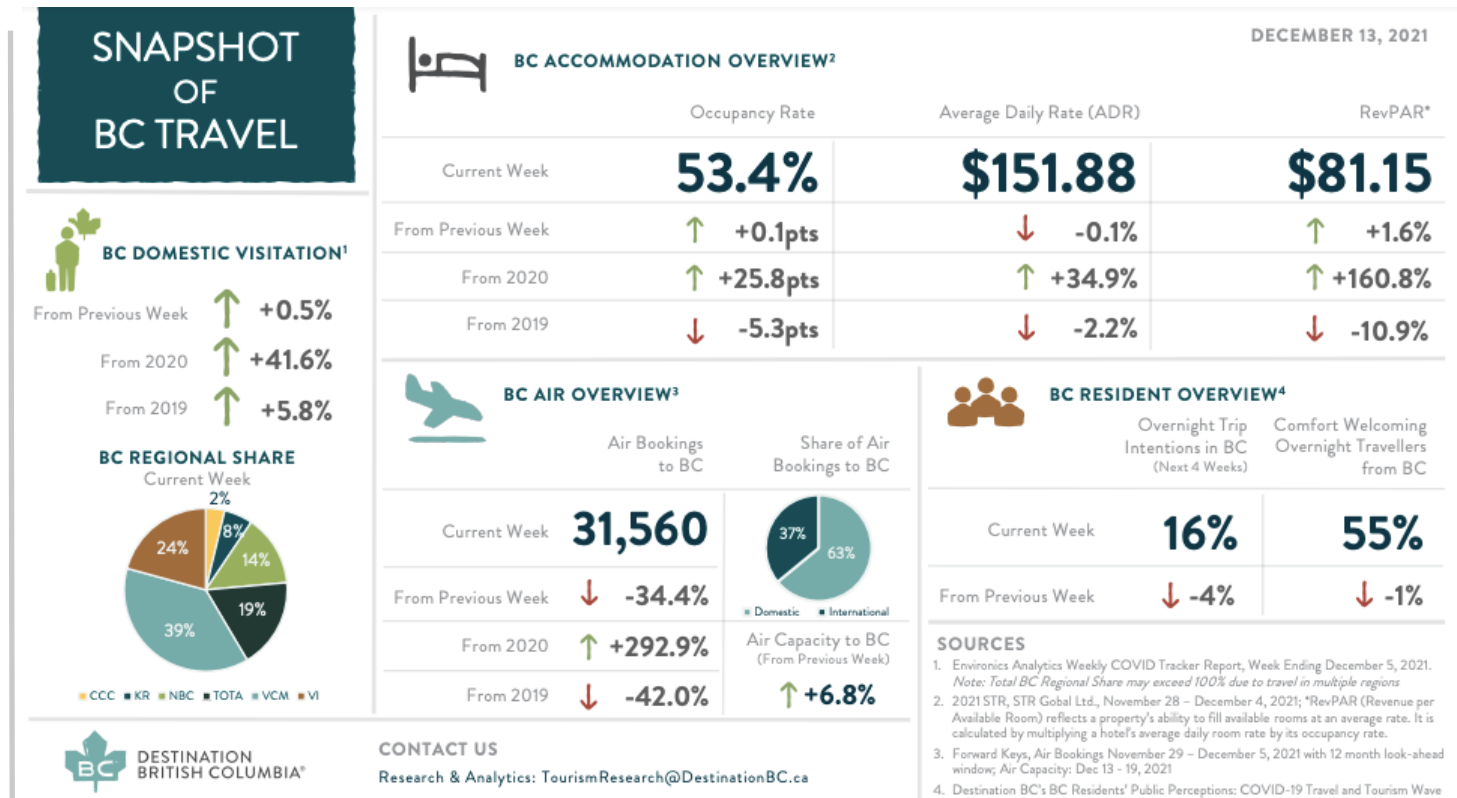 SNAPSHOT
OF
BC TRAVEL
BC DOMESTIC VISITATION¹
From Previous Week +0.5%
From 2020 +41.6%
From 2019 +5.8%
BC REGIONAL SHARE
Current Week
2%
8%
14%
19%
39%
24%
CCC KR NBC TOTA VCM VI
DECEMBER 13, 2021
BC ACCOMMODATION OVERVIEW²
Occupancy Rate Average Daily Rate (ADR) RevPAR*
Current Week 53.4% $151.88 $81.15
From Previous Week +0.1pts -0.1% +1.6%
From 2020 +25.8pts +34.9% +160.8%
From 2019 -5.3pts -2.2% -10.9%
BC AIR OVERVIEW³
Air Bookings
to BC
Share of Air
Bookings to BC
Current Week 31,560
37%
63%
Domestic International
From Previous Week -34.4%
From 2020 +292.9%
From 2019 -42.0%
Air Capacity to BC
(From Previous Week)
+6.8%
BC RESIDENT OVERVIEW⁴
Overnight Trip
Intentions in BC
(Next 4 Weeks)
Comfort Welcoming
Overnight Travellers
from BC
Current Week 16% 55%
From Previous Week -4% -1%
SOURCES
1. Environics Analytics Weekly COVID Tracker Report, Week Ending December 5, 2021.
Note: Total BC Regional Share may exceed 100% due to travel in multiple regions
2. 2021 STR, STR Gobal Ltd., November 28 – December 4, 2021; *RevPAR (Revenue per
Available Room) reflects a property's ability to fill available rooms at an average rate. It is
calculated by multiplying a hotel's average daily room rate by its occupancy rate.
3. Forward Keys, Air Bookings November 29 – December 5, 2021 with 12 month look-ahead
window; Air Capacity: Dec 13 - 19, 2021
4. Destination BC's BC Residents' Public Perceptions: COVID-19 Travel and Tourism Wave
BC
DESTINATION
BRITISH COLUMBIA®
CONTACT US
Research & Analytics: TourismResearch@DestinationBC.ca